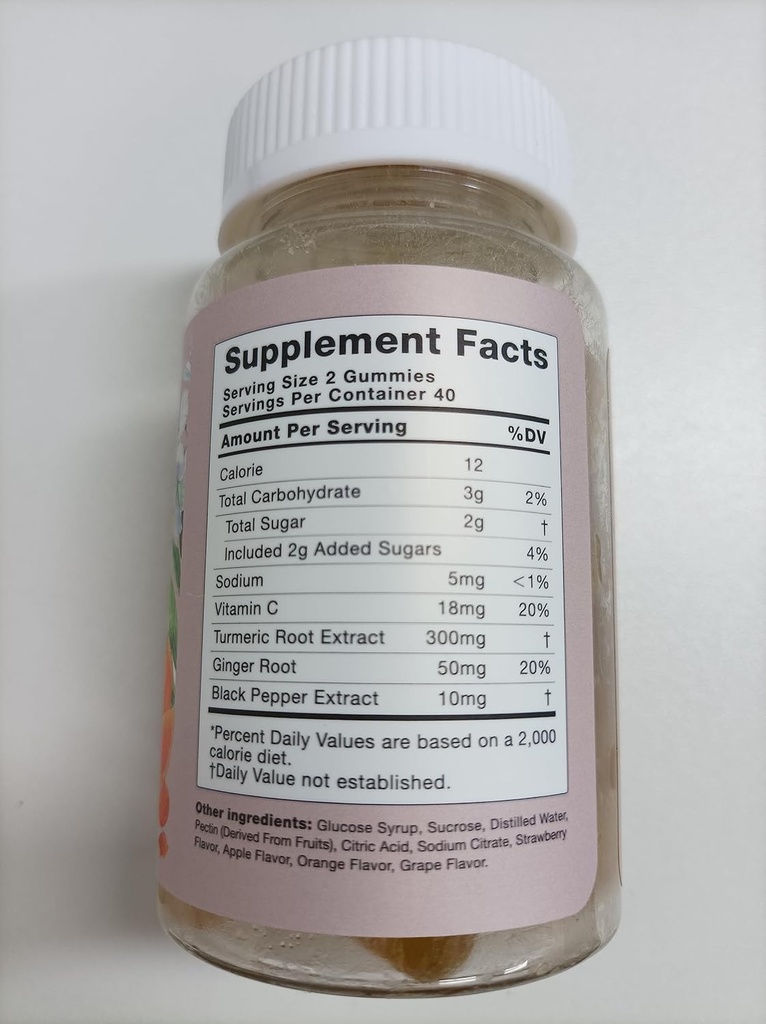 Supplement Facts
Serving Size 2 Gummies
Servings Per Container 40
Amount Per Serving %DV
Calorie 12
Total Carbohydrate 3g 2%
Total Sugar 2g †
Included 2g Added Sugars 4%
Sodium 5mg <1%
Vitamin C 18mg 20%
Turmeric Root Extract 300mg †
Ginger Root 50mg 20%
Black Pepper Extract 10mg †
*Percent Daily Values are based on a 2,000
calorie diet.
†Daily Value not established.
Other ingredients: Glucose Syrup, Sucrose, Distilled Water,
Pectin (Derived From Fruits), Citric Acid, Sodium Citrate, Strawberry
Flavor, Apple Flavor, Orange Flavor, Grape Flavor.